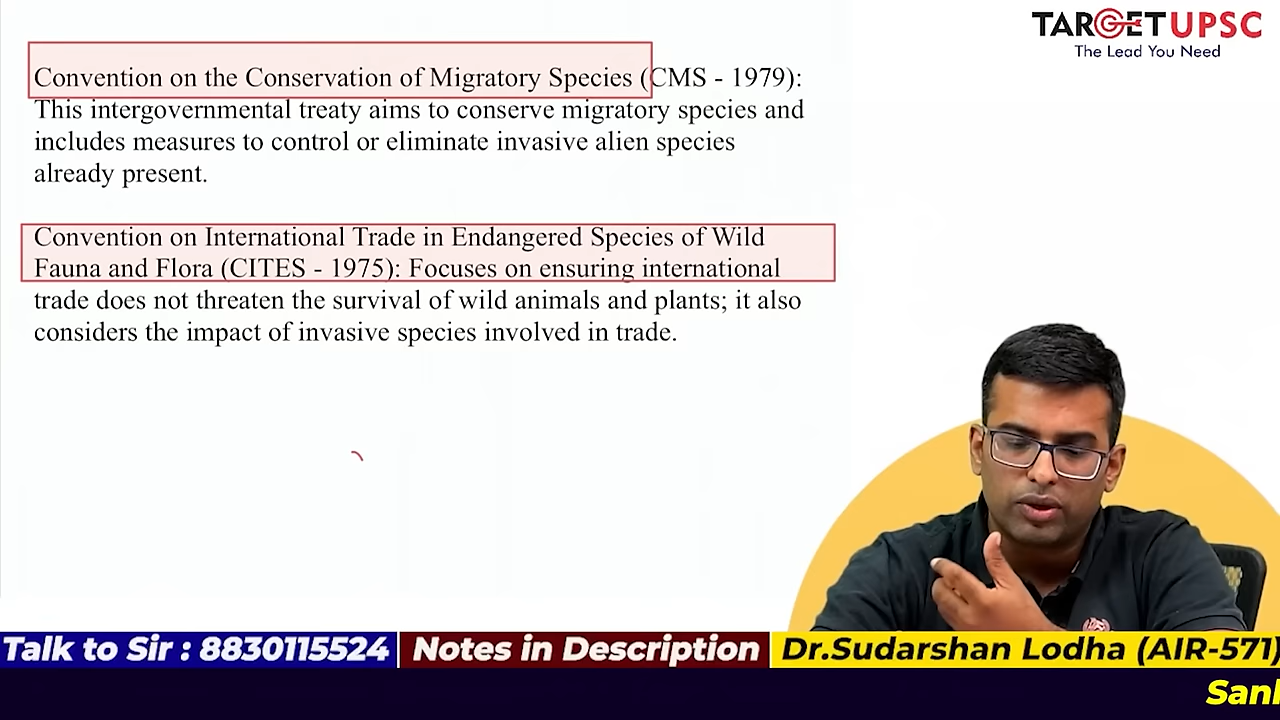 TARGET UPSC
The Lead You Need
Convention on the Conservation of Migratory Species (CMS - 1979):
This intergovernmental treaty aims to conserve migratory species and
includes measures to control or eliminate invasive alien species
already present.
Convention on International Trade in Endangered Species of Wild
Fauna and Flora (CITES - 1975): Focuses on ensuring international
trade does not threaten the survival of wild animals and plants; it also
considers the impact of invasive species involved in trade.
Talk to Sir : 8830115524 Notes in Description Dr.Sudarshan Lodha (AIR-571)